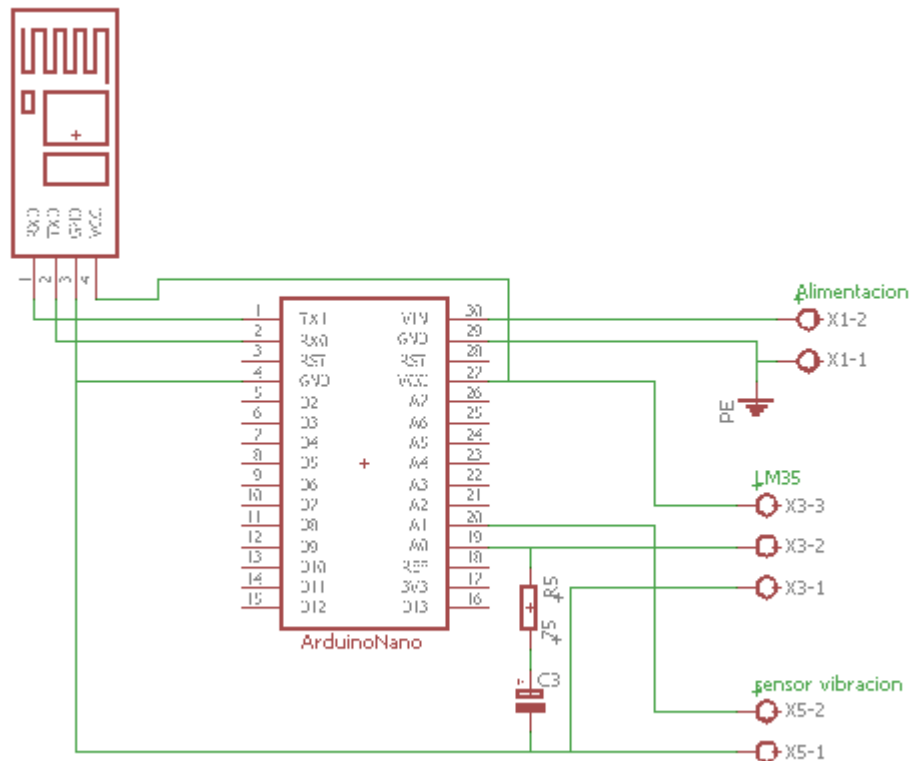 RXO
TXO
GND
VCC
1
2
3
4
1 TX1 VIN 30
2 RX0 GND 29
3 RST RST 28
4 GND VCC 27
5 D2 A7 26
6 D3 A6 25
7 D4 A5 24
8 D5 A4 23
9 D6 A3 22
10 D7 A2 21
11 D8 A1 20
12 D9 A0 19
13 D10 REF 18
14 D11 3V3 17
15 D12 D13 16
ArduinoNano
Alimentacion
X1-2
X1-1
PE
LM35
X3-3
X3-2
X3-1
R5
75
C3
sensor vibracion
X5-2
X5-1